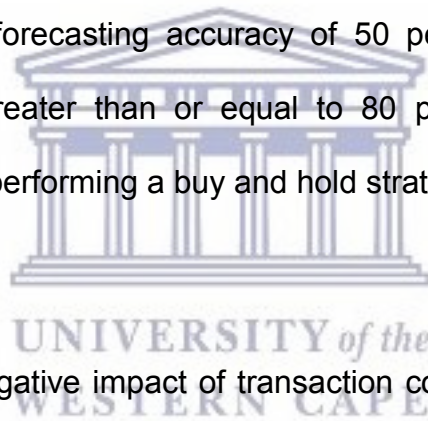 forecasting accuracy of 50 pe
reater than or equal to 80 p
performing a buy and hold strat
UNIVERSITY of the
gative impact of transaction co
WESTERN CAPE